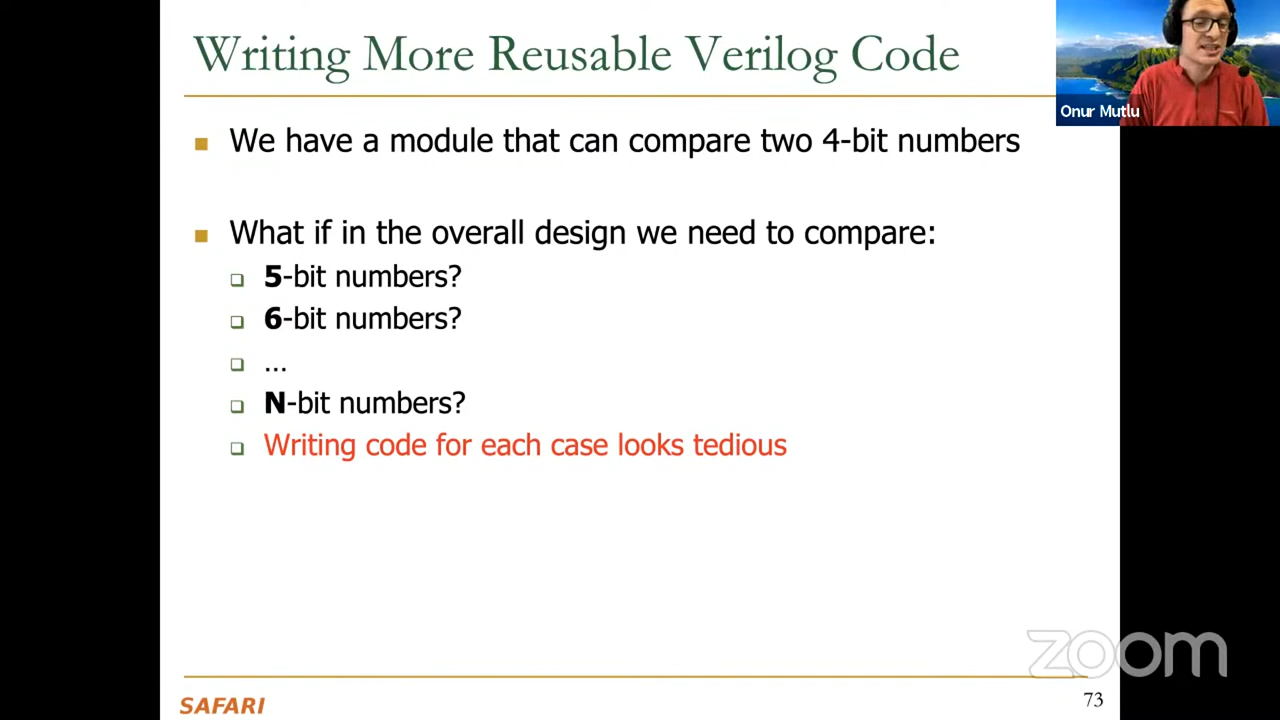 Writing More Reusable Verilog Code
Onur Mutlu
We have a module that can compare two 4-bit numbers
What if in the overall design we need to compare:
5-bit numbers?
6-bit numbers?
...
N-bit numbers?
Writing code for each case looks tedious
zoom
SAFARI
73